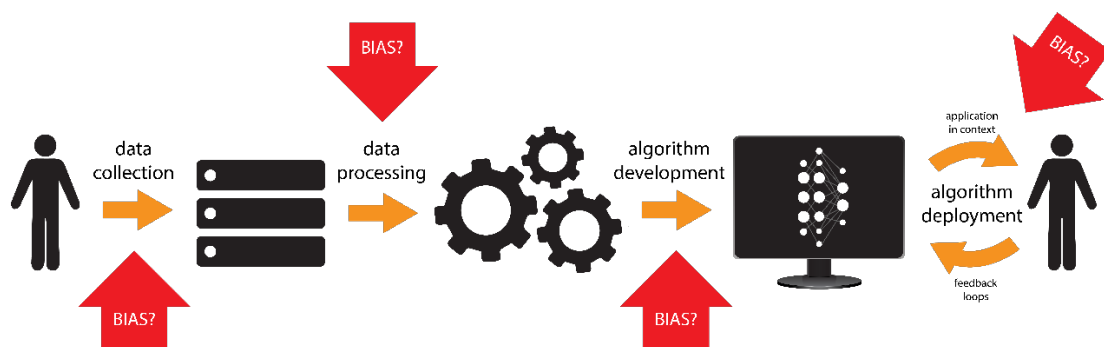 BIAS?
BIAS?
data
collection
data
processing
algorithm
development
application
in context
algorithm
deployment
feedback
loops
BIAS?
BIAS?